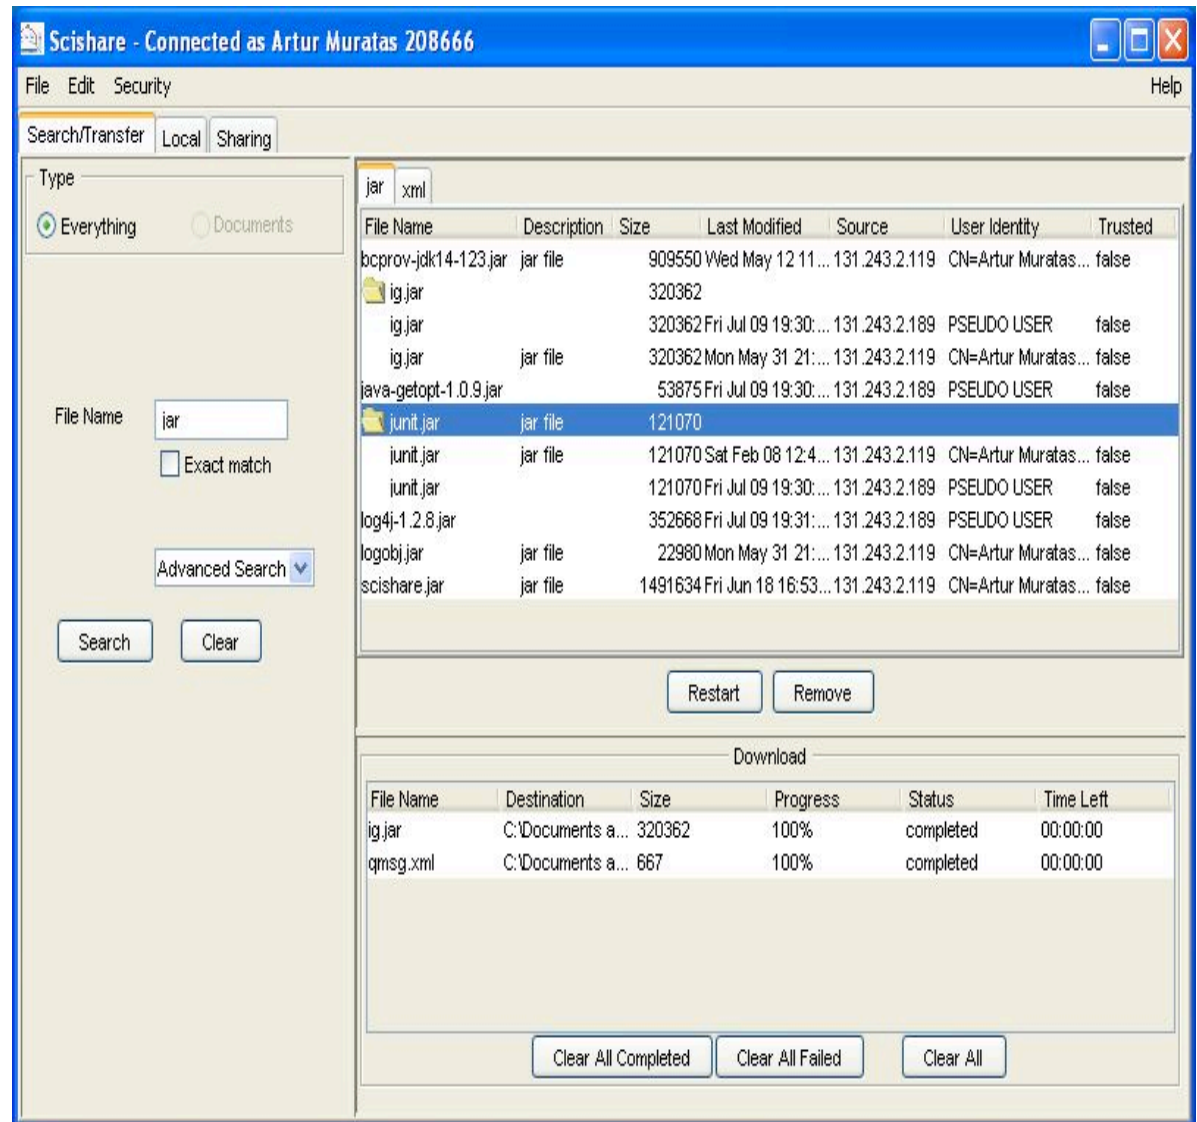 Scishare - Connected as Artur Muratas 208666
File Edit Security Help
Search/Transfer Local Sharing
Type
Everything Documents
File Name
jar
Exact match
Advanced Search
Search Clear
jar xml
File Name Description Size Last Modified Source User Identity Trusted
bcprov-jdk14-123.jar jar file 909550 Wed May 12 11... 131.243.2.119 CN=Artur Muratas... false
ig.jar 320362
ig.jar 320362 Fri Jul 09 19:30:... 131.243.2.189 PSEUDO USER false
ig.jar jar file 320362 Mon May 31 21:... 131.243.2.119 CN=Artur Muratas... false
java-getopt-1.0.9.jar 53875 Fri Jul 09 19:30:... 131.243.2.189 PSEUDO USER false
junit.jar jar file 121070
junit.jar jar file 121070 Sat Feb 08 12:4... 131.243.2.119 CN=Artur Muratas... false
junit.jar 121070 Fri Jul 09 19:30:... 131.243.2.189 PSEUDO USER false
log4j-1.2.8.jar 352668 Fri Jul 09 19:31:... 131.243.2.189 PSEUDO USER false
logobj.jar jar file 22980 Mon May 31 21:... 131.243.2.119 CN=Artur Muratas... false
scishare.jar jar file 1491634 Fri Jun 18 16:53... 131.243.2.119 CN=Artur Muratas... false
Restart Remove
Download
File Name Destination Size Progress Status Time Left
ig.jar C:\Documents a... 320362 100% completed 00:00:00
qmsg.xml C:\Documents a... 667 100% completed 00:00:00
Clear All Completed Clear All Failed Clear All